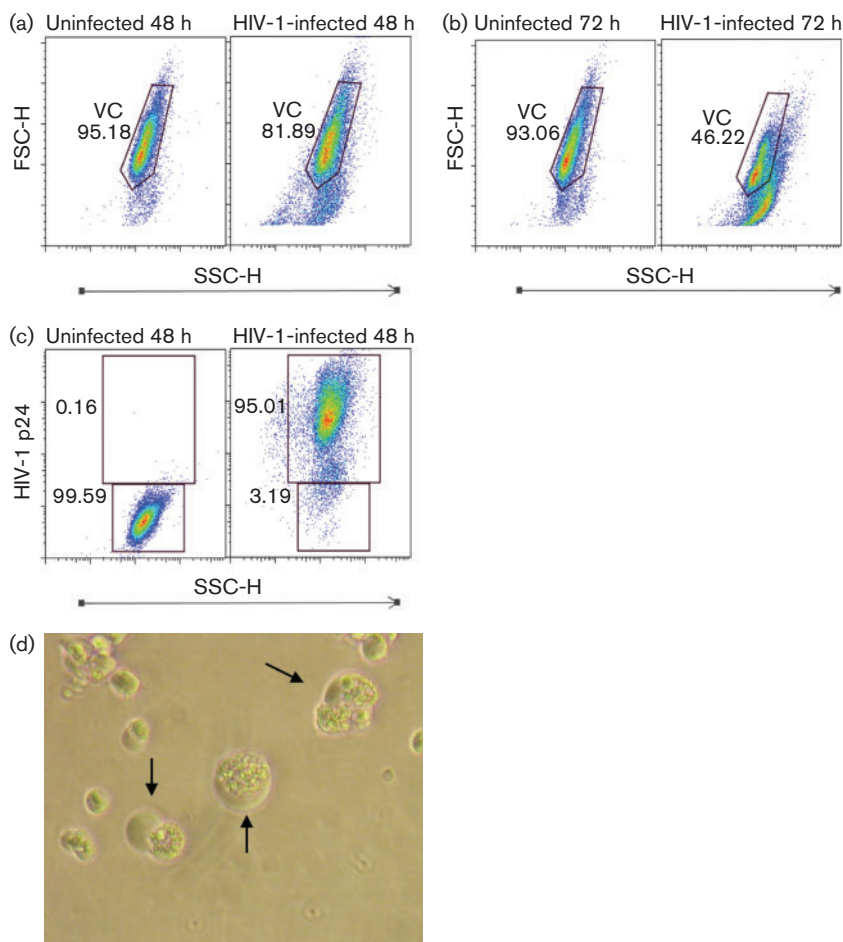 (a) Uninfected 48 h HIV-1-infected 48 h
FSC-H
VC
95.18
VC
81.89
SSC-H
(b) Uninfected 72 h HIV-1-infected 72 h
FSC-H
VC
93.06
VC
46.22
SSC-H
(c) Uninfected 48 h HIV-1-infected 48 h
HIV-1 p24
0.16
99.59
95.01
3.19
SSC-H
(d)